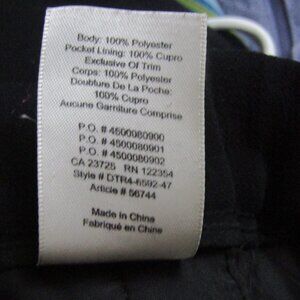 Body: 100% Polyester
Pocket Lining: 100% Cupro
Exclusive Of Trim
Corps: 100% Polyester
Doubture De La Poche:
100% Cupro
Aucune Garniture Comprise
P.O. # 4500080900
P.O. # 4500080901
P.O. # 4500080902
CA 23725 RN 122354
Style # DTR4-6592-47
Article # 56744
Made in China
Fabriqué en China